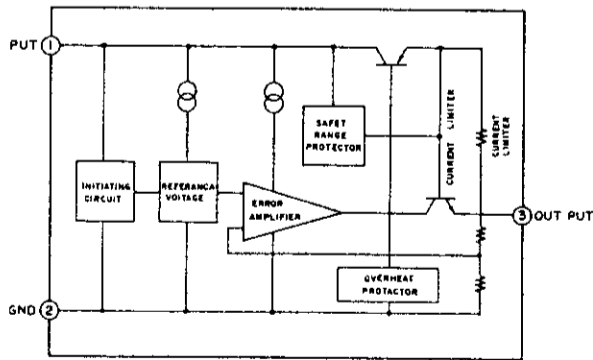 PUT 1
SAFET
RANGE
PROTECTOR
CURRENT LIMITER
CURRENT
LIMITER
INITIATING
CIRCUIT
REFERANCA
VOLTAGE
ERROR
AMPLIFIER
3 OUT PUT
OVERHEAT
PROTACTOR
GND 2